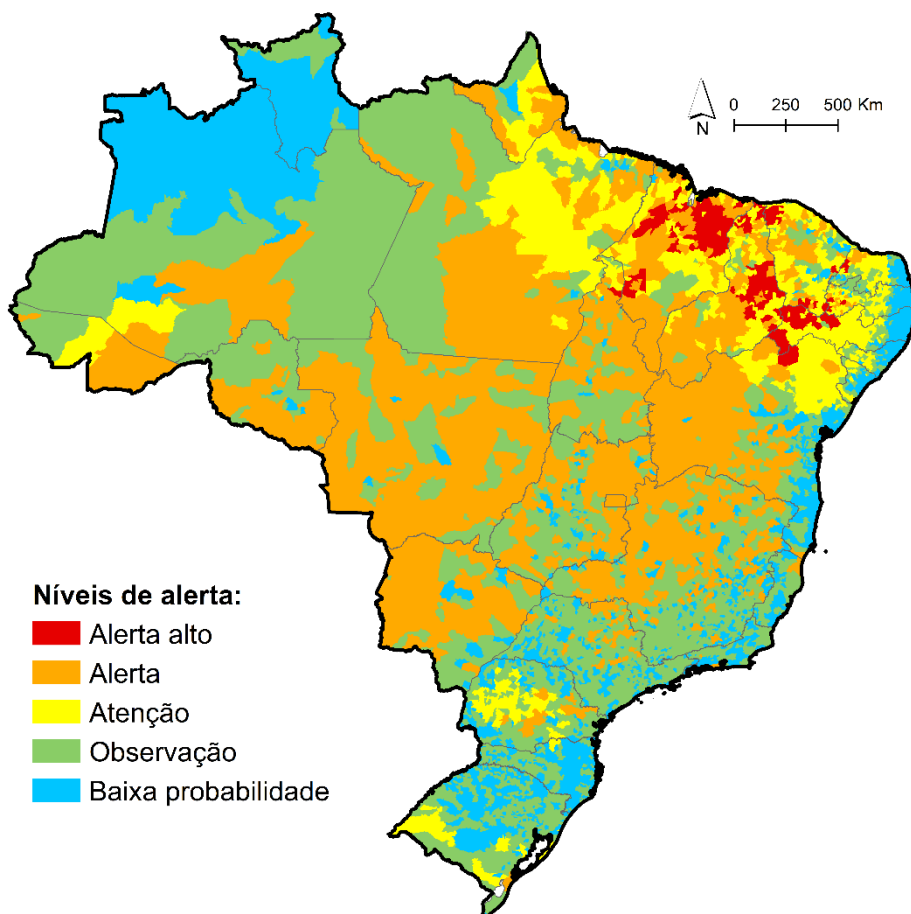 N
0 250 500 Km
Níveis de alerta:
Alerta alto
Alerta
Atenção
Observação
Baixa probabilidade